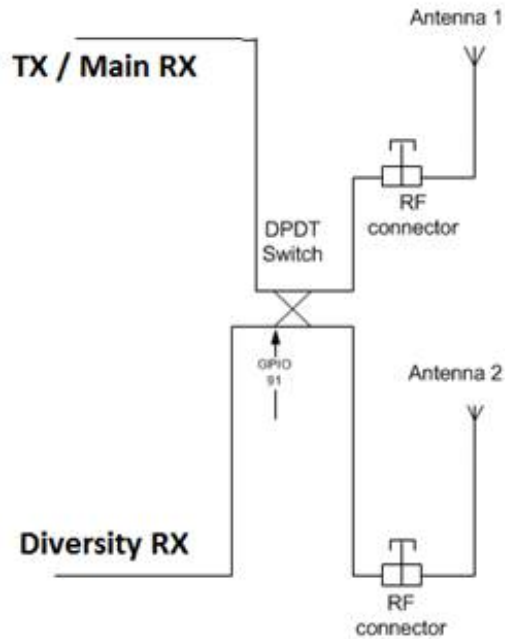 Antenna 1
TX / Main RX
RF
connector
DPDT
Switch
GPIO
91
Antenna 2
Diversity RX
RF
connector